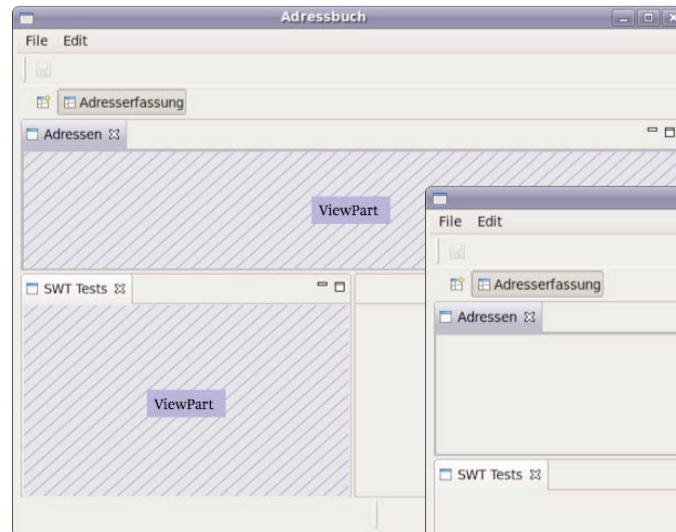 Adressbuch
File Edit
Adresserfassung
Adressen
ViewPart
SWT Tests
ViewPart
File Edit
Adresserfassung
Adressen
SWT Tests